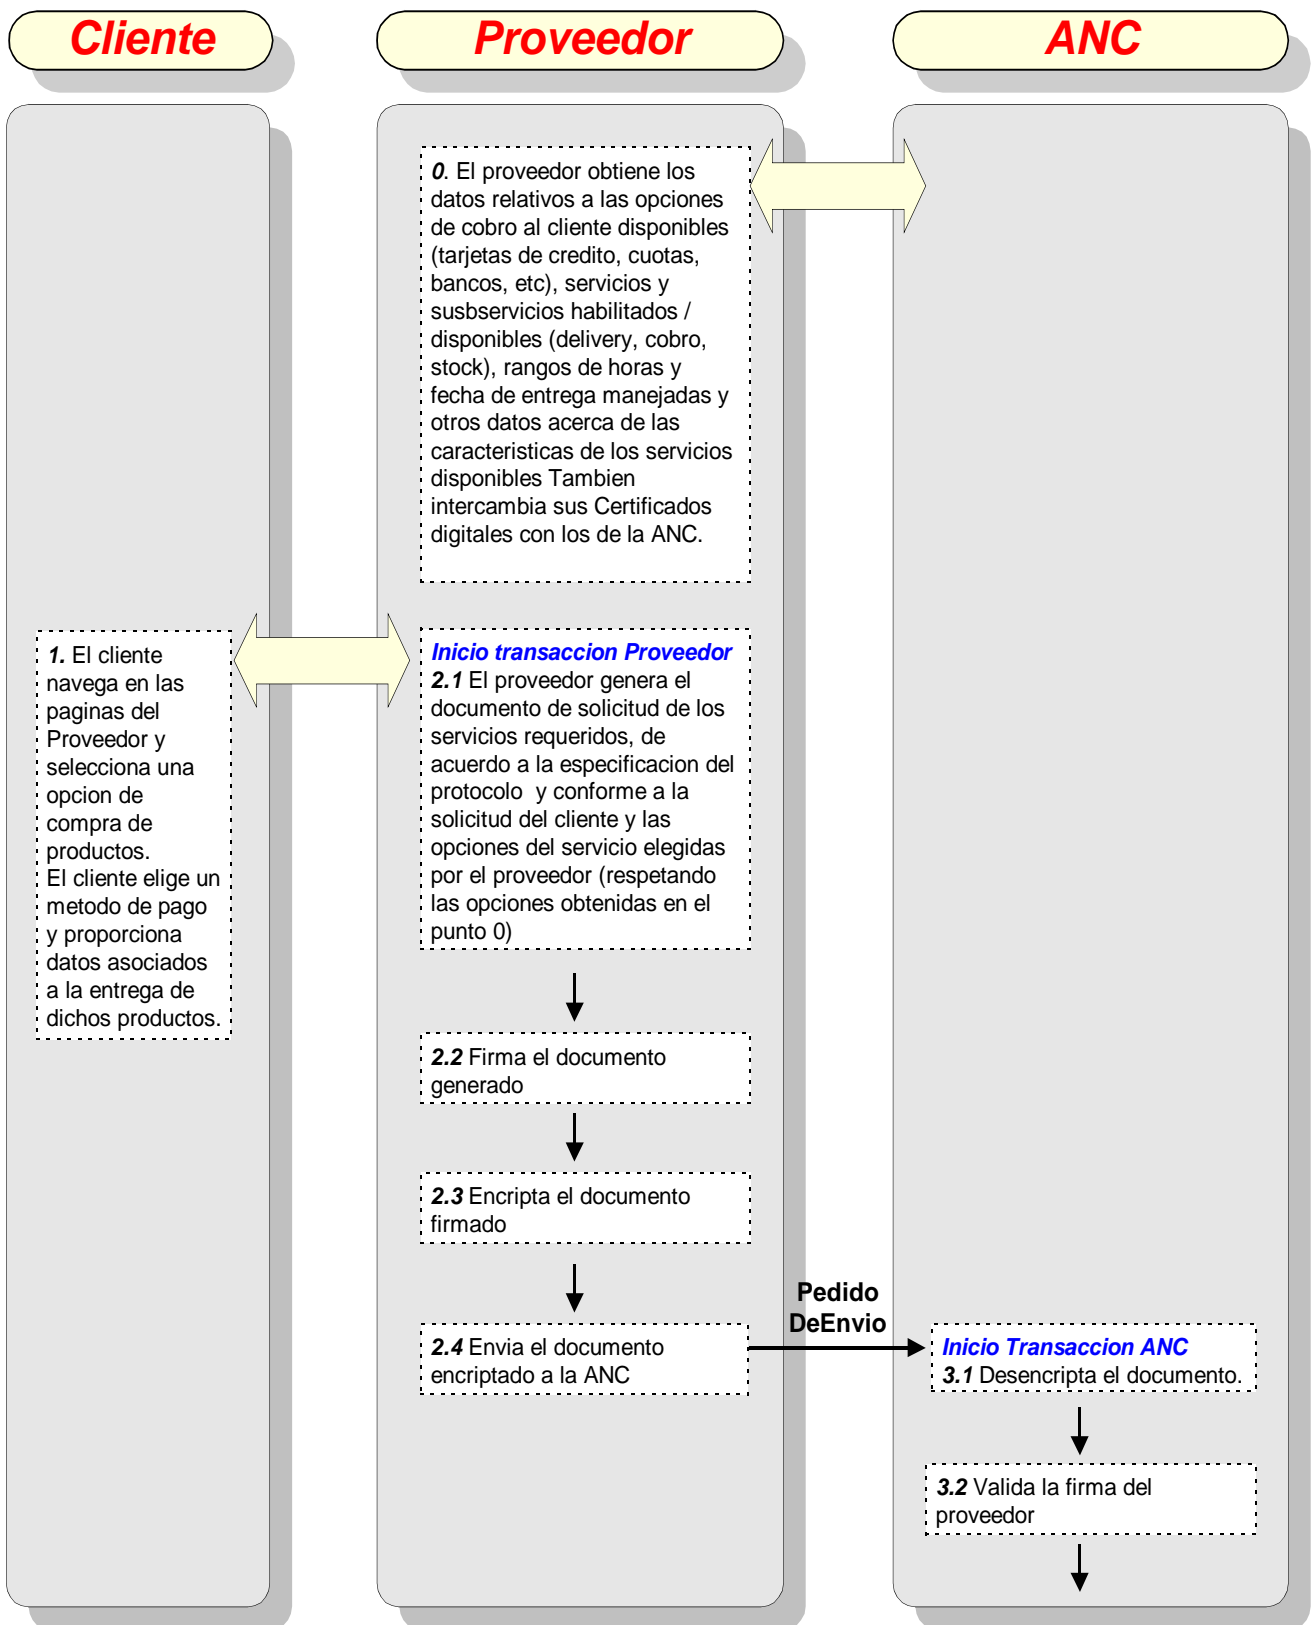 Cliente
Proveedor
ANC
0. El proveedor obtiene los
datos relativos a las opciones
de cobro al cliente disponibles
(tarjetas de credito, cuotas,
bancos, etc), servicios y
susbservicios habilitados /
disponibles (delivery, cobro,
stock), rangos de horas y
fecha de entrega manejadas y
otros datos acerca de las
caracteristicas de los servicios
disponibles Tambien
intercambia sus Certificados
digitales con los de la ANC.
1. El cliente
navega en las
paginas del
Proveedor y
selecciona una
opcion de
compra de
productos.
El cliente elige un
metodo de pago
y proporciona
datos asociados
a la entrega de
dichos productos.
Inicio transaccion Proveedor
2.1 El proveedor genera el
documento de solicitud de los
servicios requeridos, de
acuerdo a la especificacion del
protocolo y conforme a la
solicitud del cliente y las
opciones del servicio elegidas
por el proveedor (respetando
las opciones obtenidas en el
punto 0)
2.2 Firma el documento
generado
2.3 Encripta el documento
firmado
2.4 Envia el documento
encriptado a la ANC
Pedido
DeEnvio
Inicio Transaccion ANC
3.1 Desencripta el documento.
3.2 Valida la firma del
proveedor